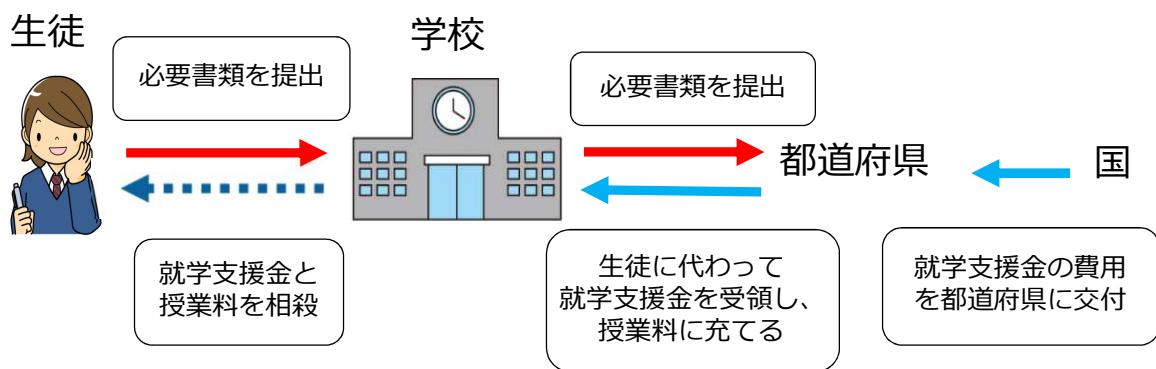 生徒
必要書類を提出
学校
必要書類を提出
都道府県
国
就学支援金と
授業料を相殺
生徒に代わって
就学支援金を受領し、
授業料に充てる
就学支援金の費用
を都道府県に交付